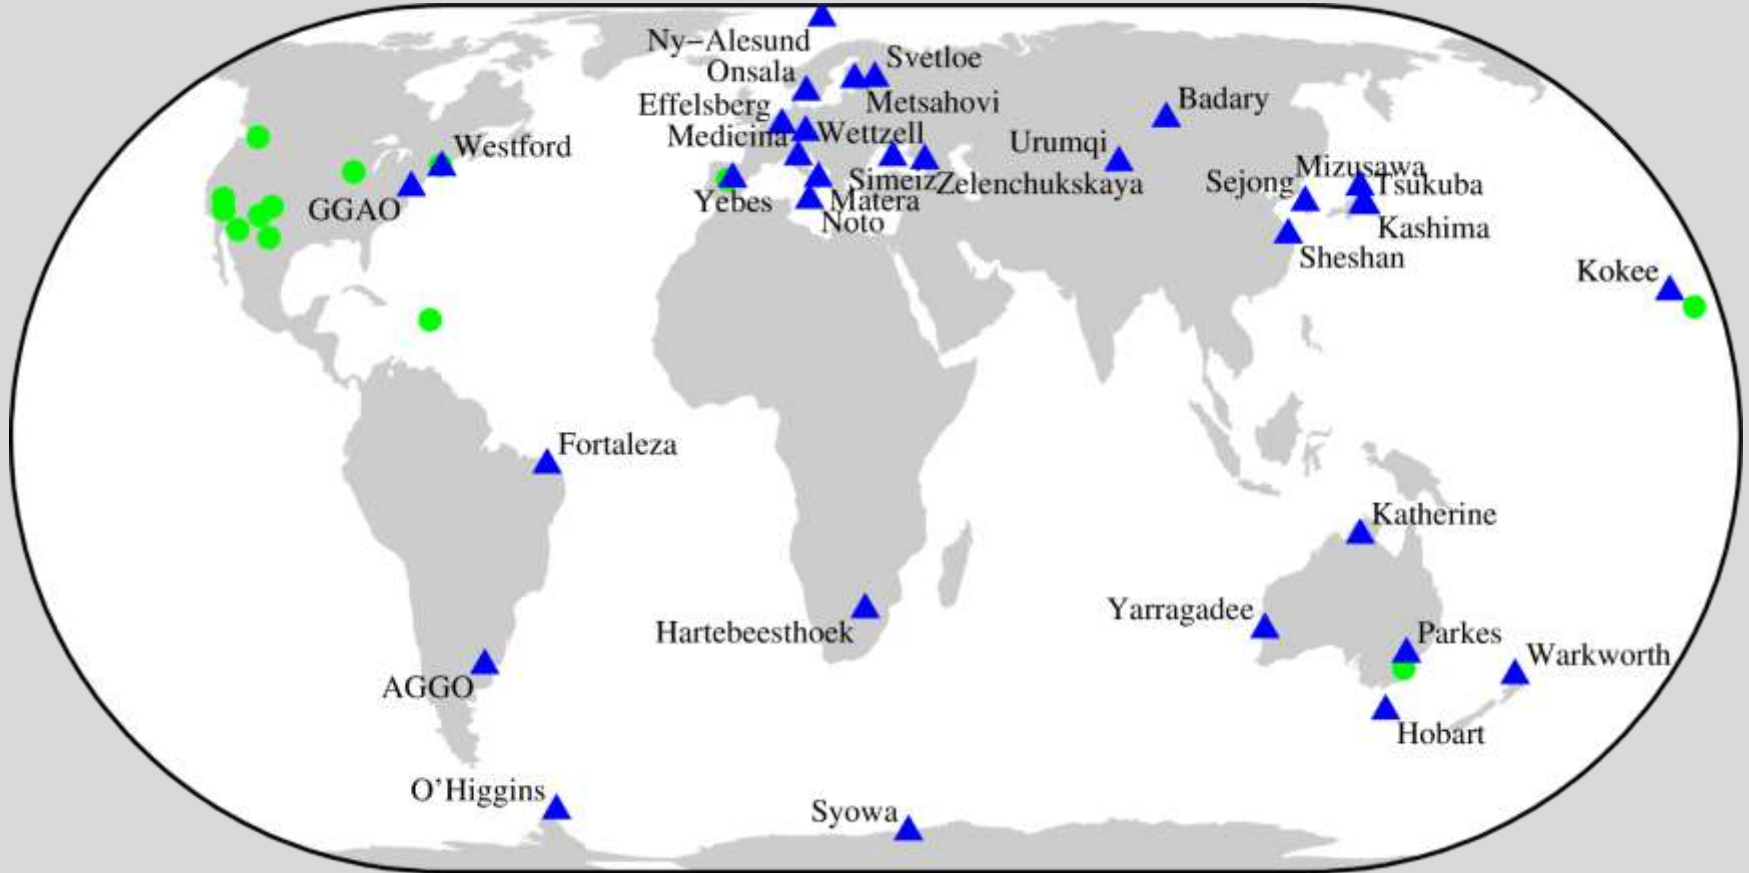 Ny−Alesund
Svetloe
Onsala
Metsahovi
Effelsberg
Badary
Medicina
Wettzell
Westford
Urumqi
Mizusawa
Sejong
Tsukuba
GGAO
Yebes
Simeiz
Zelenchukskaya
Matera
Noto
Kashima
Sheshan
Kokee
Fortaleza
Katherine
Hartebeesthoek
Yarragadee
Parkes
Warkworth
AGGO
Hobart
O’Higgins
Syowa